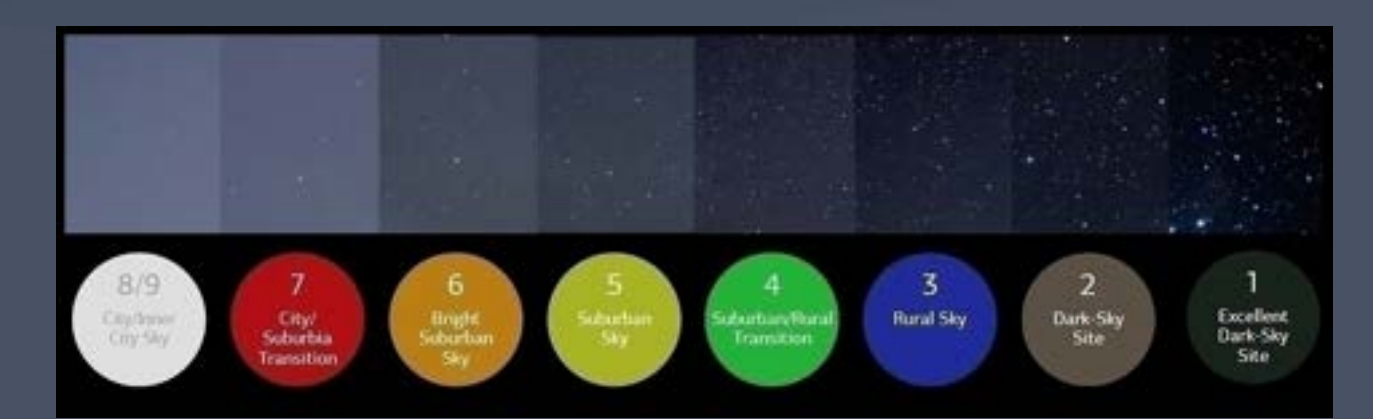 8/9
City/Inner
City Sky
7
City/
Suburbia
Transition
6
Bright
Suburban
Sky
5
Suburban
Sky
4
Suburban/Rural
Transition
3
Rural Sky
2
Dark-Sky
Site
1
Excellent
Dark-Sky
Site